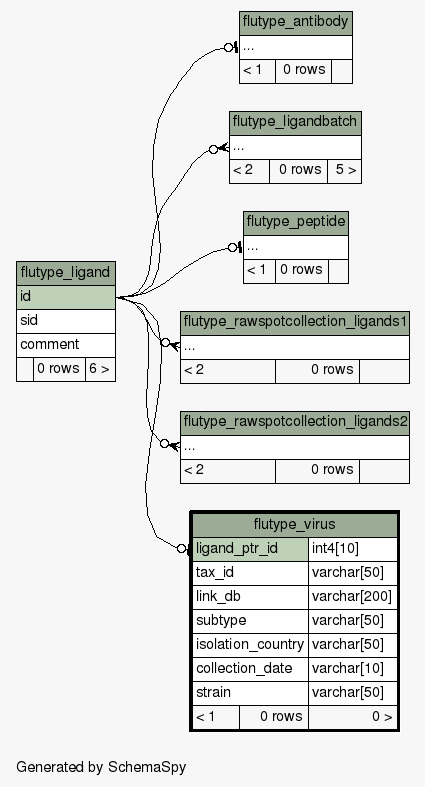 flutype_antibody
...
< 1 0 rows
flutype_ligandbatch
...
< 2 0 rows 5 >
flutype_peptide
...
< 1 0 rows
flutype_ligand
id
sid
comment
0 rows 6 >
flutype_rawspotcollection_ligands1
...
< 2 0 rows
flutype_rawspotcollection_ligands2
...
< 2 0 rows
flutype_virus
ligand_ptr_id int4[10]
tax_id varchar[50]
link_db varchar[200]
subtype varchar[50]
isolation_country varchar[50]
collection_date varchar[10]
strain varchar[50]
< 1 0 rows 0 >
Generated by SchemaSpy